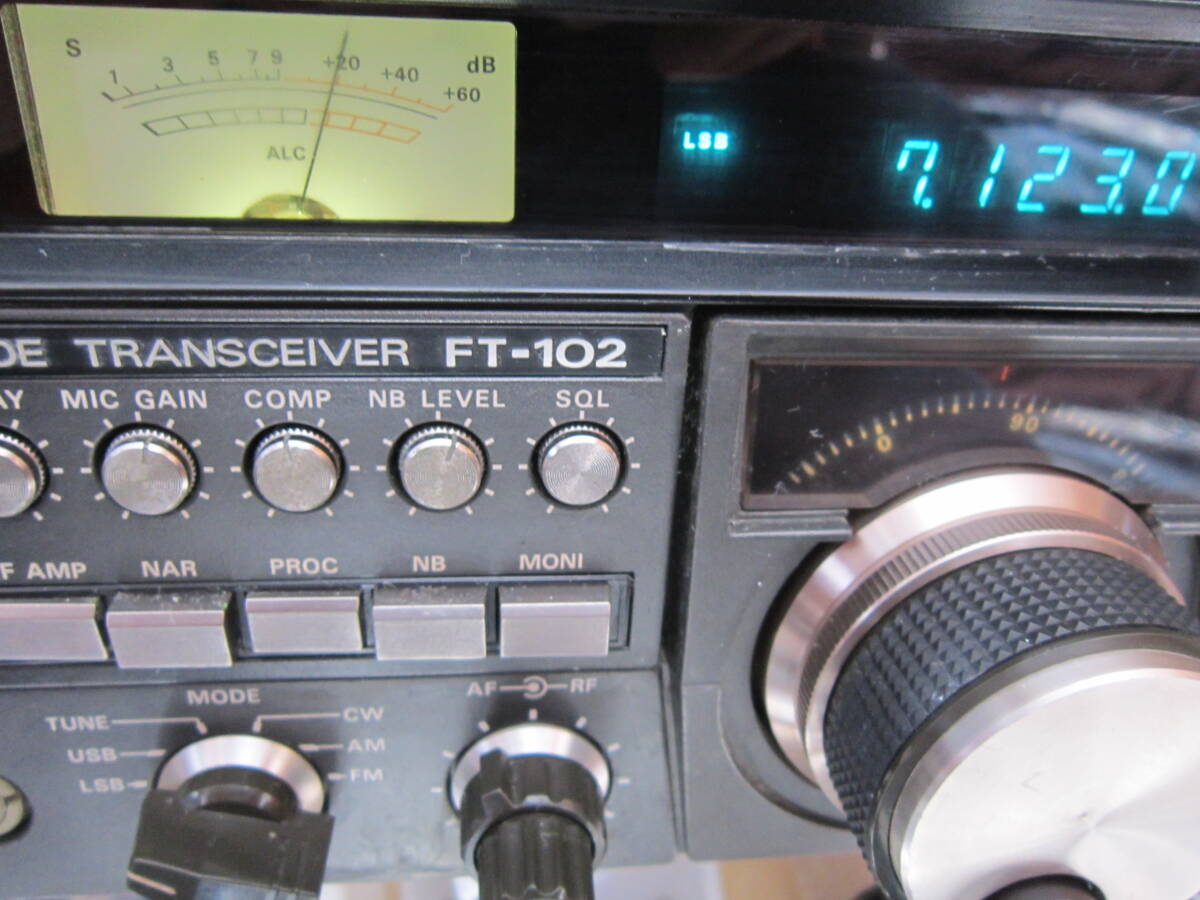 S 1 3 5 7 9 +20 +40 +60 dB
ALC
LSB
7.123.0
DE TRANSCEIVER FT-102
AY MIC GAIN COMP NB LEVEL SQL
0 90
F AMP NAR PROC NB MONI
MODE
AF RF
TUNE CW
USB AM
LSB FM